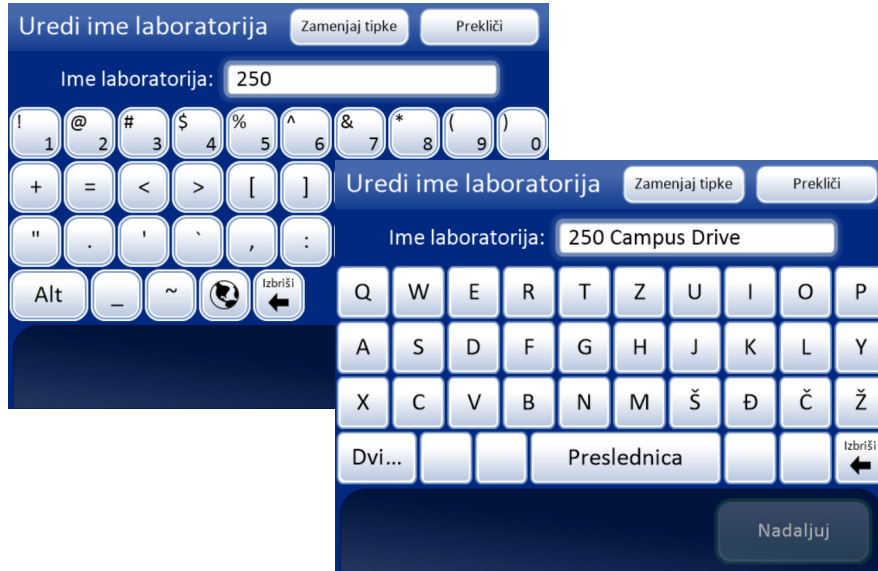 Uredi ime laboratorija Zamenjaj tipke Prekliči
Ime laboratorija: 250
! 1 @ 2 # 3 $ 4 % 5 ^ 6 & 7 * 8 ( 9 ) 0
+ = < > [ ]
" . ' ` , :
Alt _ ~ Izbriši
Uredi ime laboratorija Zamenjaj tipke Prekliči
Ime laboratorija: 250 Campus Drive
Q W E R T Z U I O P
A S D F G H J K L Y
X C V B N M Š Đ Č Ž
Dvi... Preslednica Izbriši
Nadaljuj